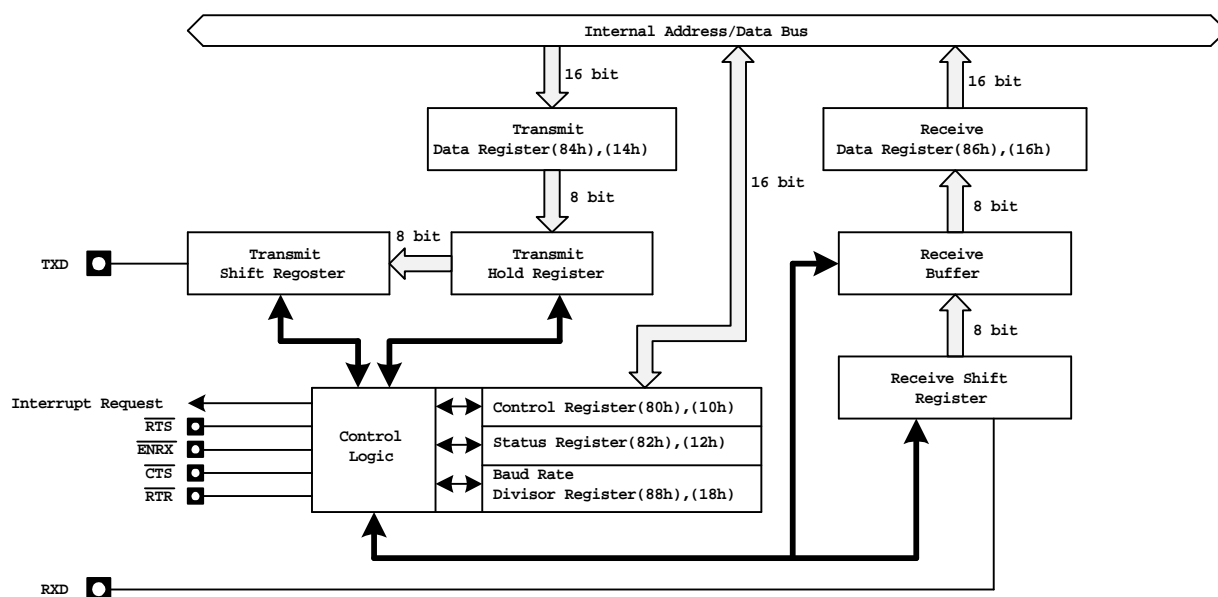 Internal Address/Data Bus
16 bit
16 bit
Transmit
Data Register(84h),(14h)
Receive
Data Register(86h),(16h)
16 bit
8 bit
8 bit
8 bit
TXD
Transmit
Shift Regoster
Transmit
Hold Register
Receive
Buffer
8 bit
Receive Shift
Register
Interrupt Request
RTS
ENRX
CTS
RTR
Control
Logic
Control Register(80h),(10h)
Status Register(82h),(12h)
Baud Rate
Divisor Register(88h),(18h)
RXD